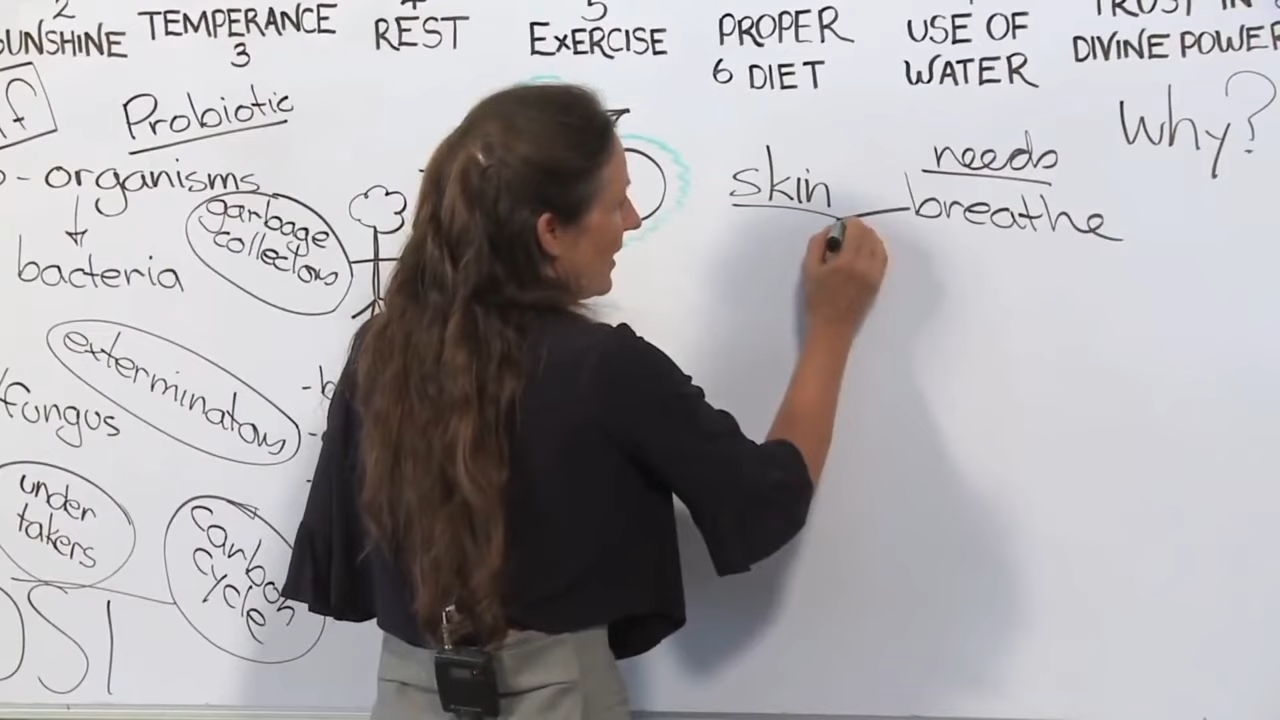 2
SUNSHINE
TEMPERANCE
3
REST
5
EXERCISE
PROPER
6 DIET
USE OF
WATER
TRUST IN
DIVINE POWER
Why?
Probiotic
organisms
garbage
collectors
bacteria
exterminators
fungus
under
takers
carbon
cycle
skin
needs
breathe